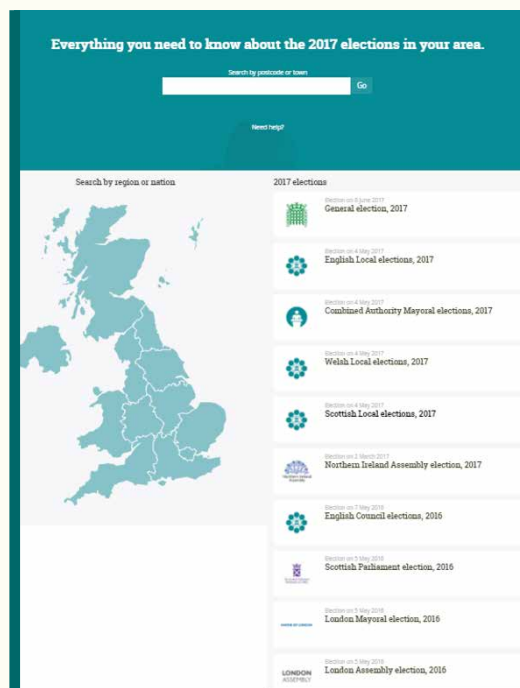 Everything you need to know about the 2017 elections in your area.
Search by postcode or town
Go
Need help?
Search by region or nation
2017 elections
Election on 8 June 2017
General election, 2017
Election on 4 May 2017
English Local elections, 2017
Election on 4 May 2017
Combined Authority Mayoral elections, 2017
Election on 4 May 2017
Welsh Local elections, 2017
Election on 4 May 2017
Scottish Local elections, 2017
Election on 2 March 2017
Northern Ireland Assembly election, 2017
Northern Ireland
Assembly
Election on 7 May 2016
English Council elections, 2016
Election on 5 May 2016
Scottish Parliament election, 2016
Election on 5 May 2016
London Mayoral election, 2016
Election on 5 May 2016
London Assembly election, 2016
LONDON
ASSEMBLY